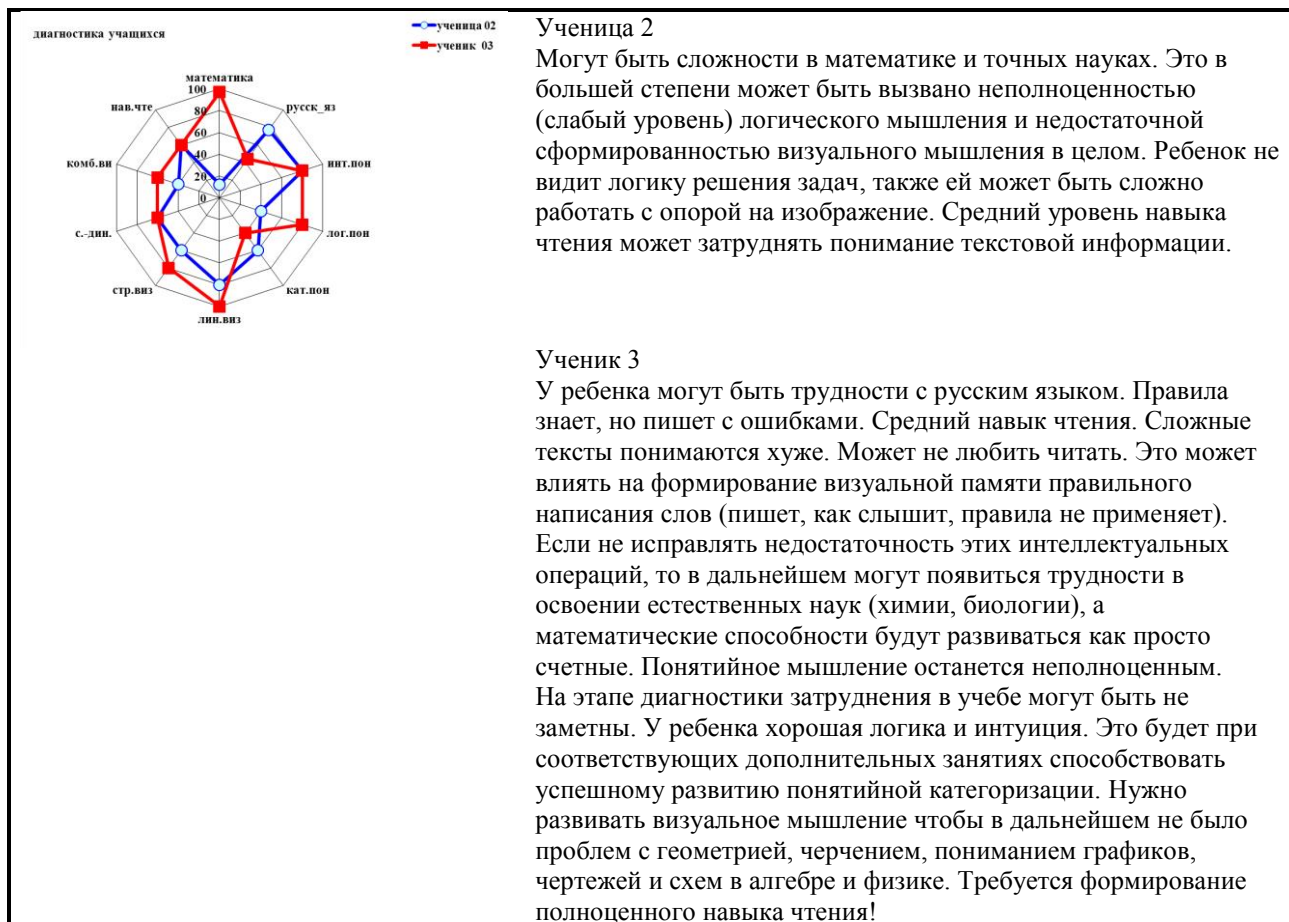 диагностика учащихся
ученица 02
ученик 03
математика
русск_яз
инт.пон
лог.пон
кат.пон
лин.виз
стр.виз
с.-дин.
комб.ви
нав.чте
100
80
60
40
20
0
Ученица 2
Могут быть сложности в математике и точных науках. Это в
большей степени может быть вызвано неполноценностью
(слабый уровень) логического мышления и недостаточной
сформированностью визуального мышления в целом. Ребенок не
видит логику решения задач, также ей может быть сложно
работать с опорой на изображение. Средний уровень навыка
чтения может затруднять понимание текстовой информации.
Ученик 3
У ребенка могут быть трудности с русским языком. Правила
знает, но пишет с ошибками. Средний навык чтения. Сложные
тексты понимаются хуже. Может не любить читать. Это может
влиять на формирование визуальной памяти правильного
написания слов (пишет, как слышит, правила не применяет).
Если не исправлять недостаточность этих интеллектуальных
операций, то в дальнейшем могут появиться трудности в
освоении естественных наук (химии, биологии), а
математические способности будут развиваться как просто
счетные. Понятийное мышление останется неполноценным.
На этапе диагностики затруднения в учебе могут быть не
заметны. У ребенка хорошая логика и интуиция. Это будет при
соответствующих дополнительных занятиях способствовать
успешному развитию понятийной категоризации. Нужно
развивать визуальное мышление чтобы в дальнейшем не было
проблем с геометрией, черчением, пониманием графиков,
чертежей и схем в алгебре и физике. Требуется формирование
полноценного навыка чтения!